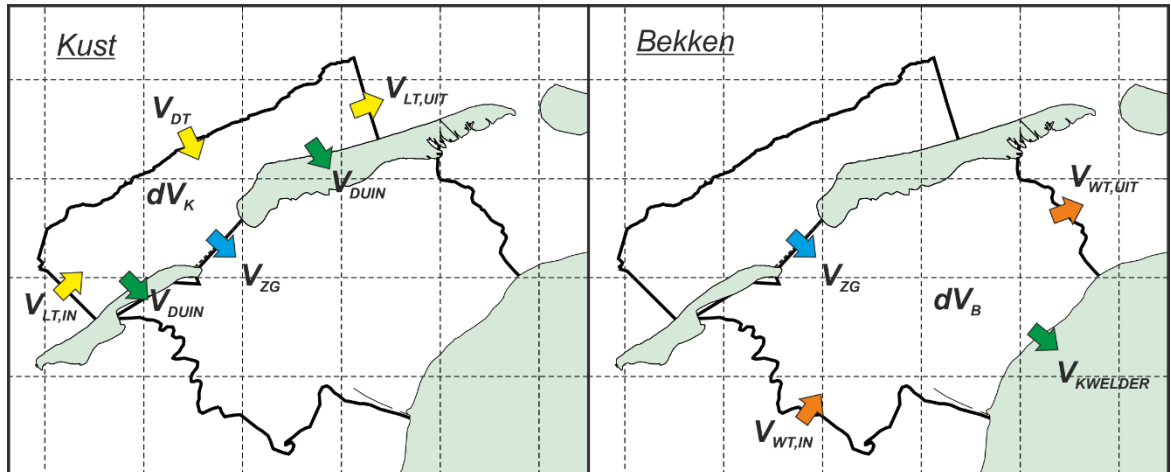 Kust
V_LT,UIT
V_DT
V_DUIN
dV_K
V_ZG
V_LT,IN
V_DUIN
Bekken
V_WT,UIT
V_ZG
dV_B
V_KWELDER
V_WT,IN